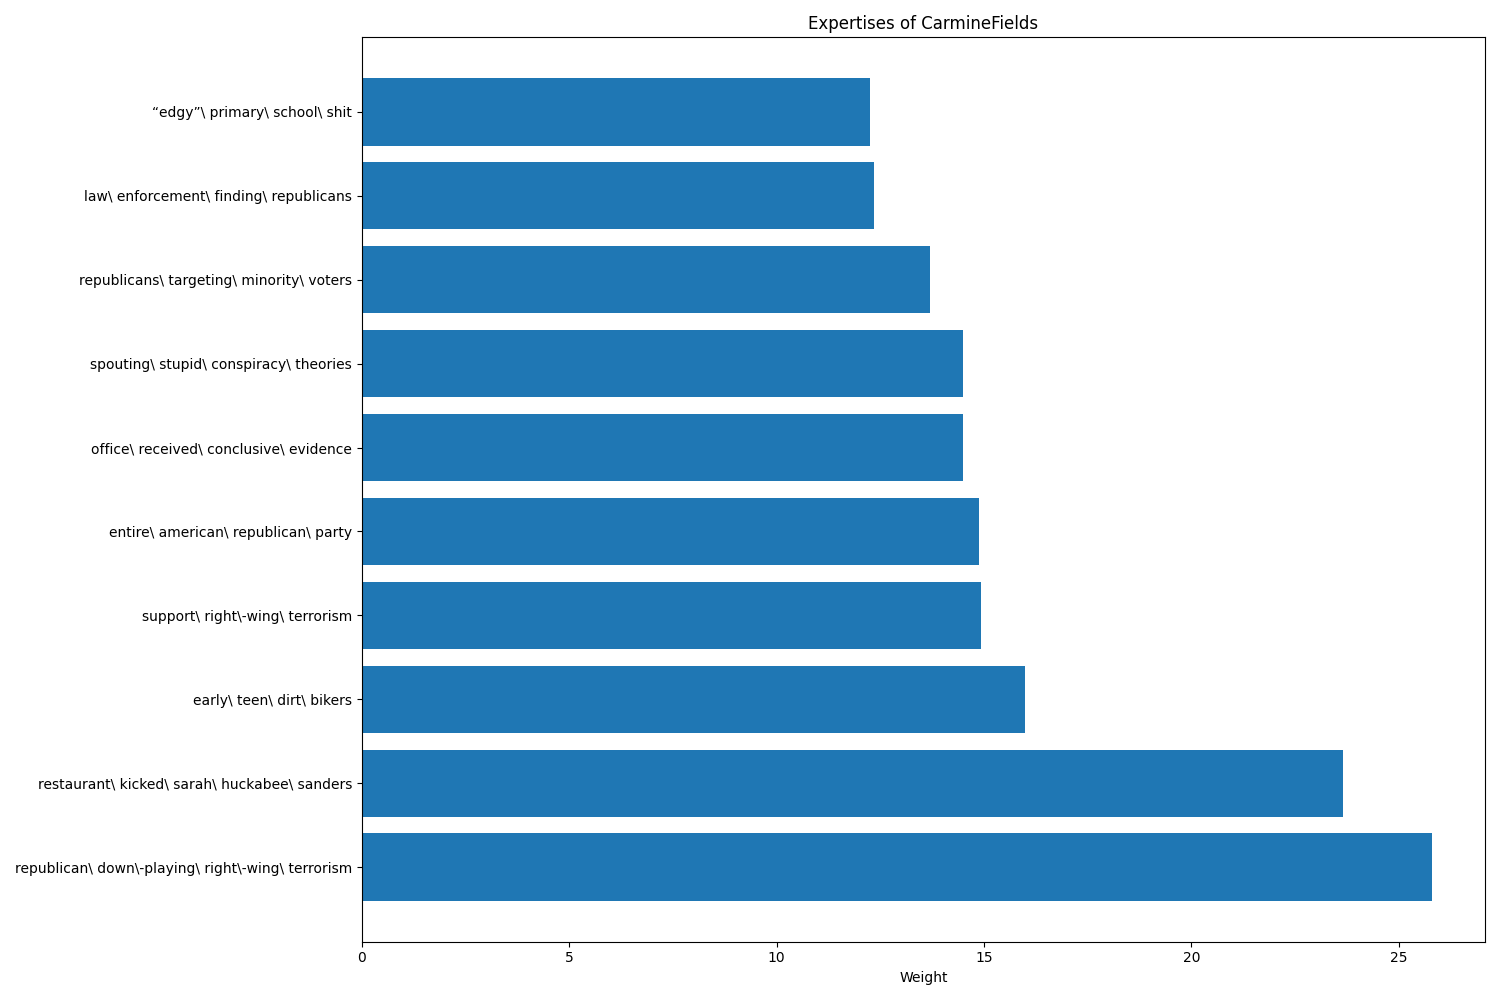 Expertises of CarmineFields
“edgy”\ primary\ school\ shit
law\ enforcement\ finding\ republicans
republicans\ targeting\ minority\ voters
spouting\ stupid\ conspiracy\ theories
office\ received\ conclusive\ evidence
entire\ american\ republican\ party
support\ right\-wing\ terrorism
early\ teen\ dirt\ bikers
restaurant\ kicked\ sarah\ huckabee\ sanders
republican\ down\-playing\ right\-wing\ terrorism
0 5 10 15 20 25
Weight